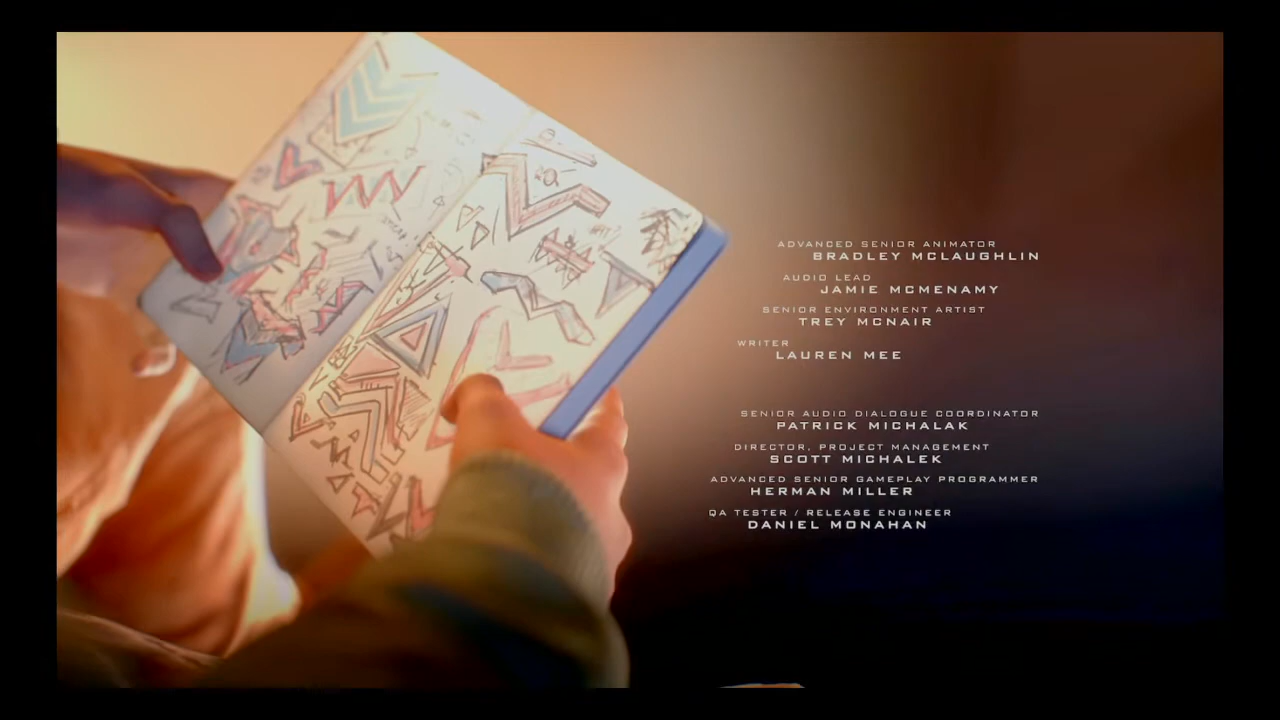 ADVANCED SENIOR ANIMATOR
BRADLEY MCLAUGHLIN
AUDIO LEAD
JAMIE MCMENAMY
SENIOR ENVIRONMENT ARTIST
TREY MCNAIR
WRITER
LAUREN MEE
SENIOR AUDIO DIALOGUE COORDINATOR
PATRICK MICHALAK
DIRECTOR, PROJECT MANAGEMENT
SCOTT MICHALEK
ADVANCED SENIOR GAMEPLAY PROGRAMMER
HERMAN MILLER
QA TESTER / RELEASE ENGINEER
DANIEL MONAHAN